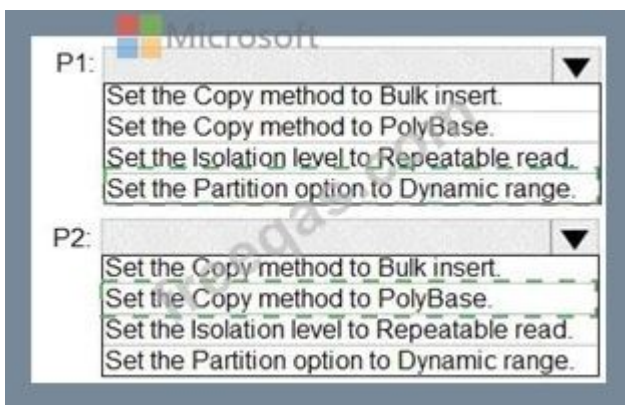 Microsoft
P1:
Set the Copy method to Bulk insert.
Set the Copy method to PolyBase.
Set the Isolation level to Repeatable read.
Set the Partition option to Dynamic range.
P2:
Set the Copy method to Bulk insert.
Set the Copy method to PolyBase.
Set the Isolation level to Repeatable read.
Set the Partition option to Dynamic range.